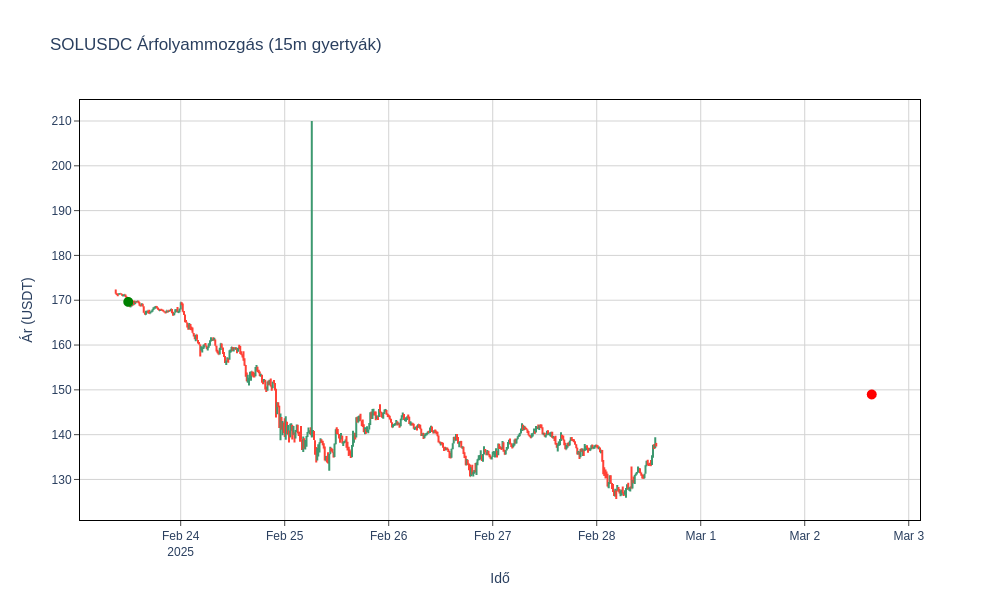 SOLUSDC Árfolyammozgás (15m gyertyák)
210
200
190
180
170
160
150
140
130
Ár (USDT)
Feb 24 Feb 25 Feb 26 Feb 27 Feb 28 Mar 1 Mar 2 Mar 3
2025
Idő